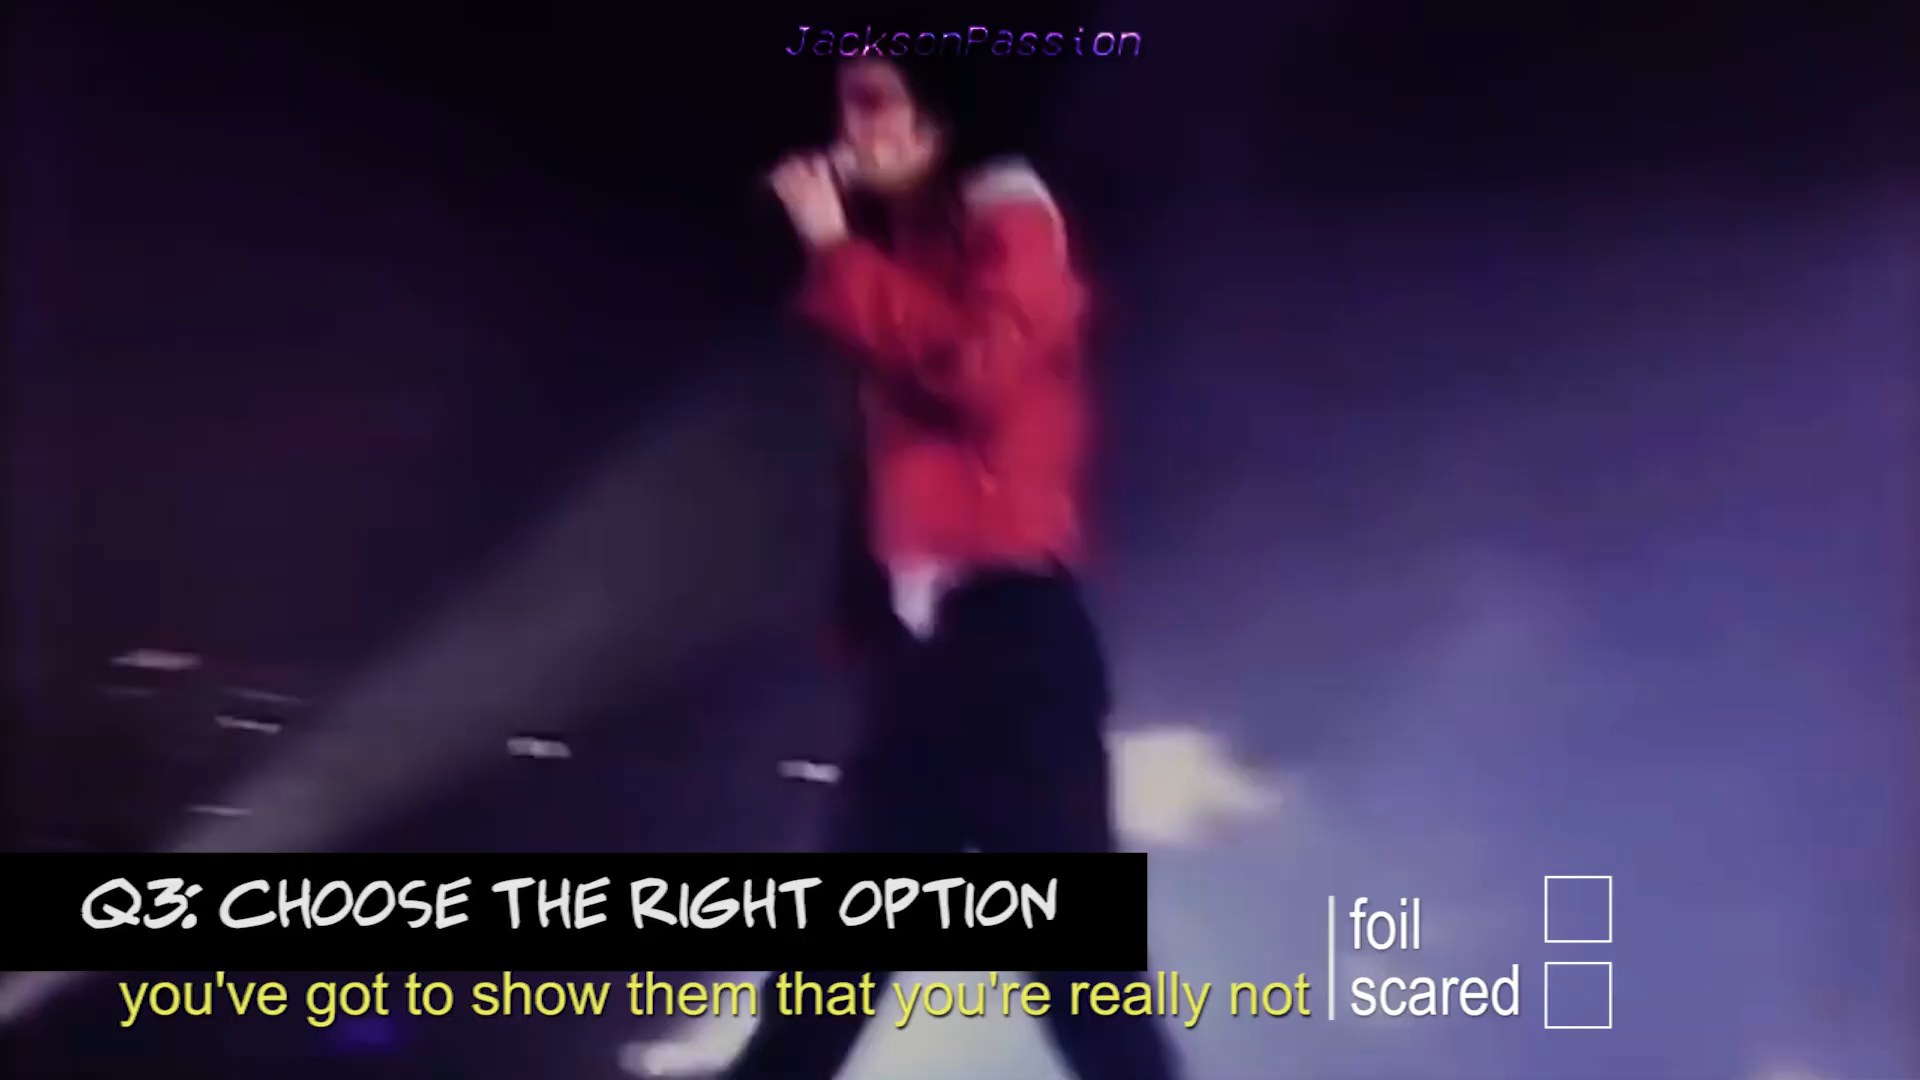 JacksonPassion
Q3: CHOOSE THE RIGHT OPTION
you've got to show them that you're really not
foil
scared